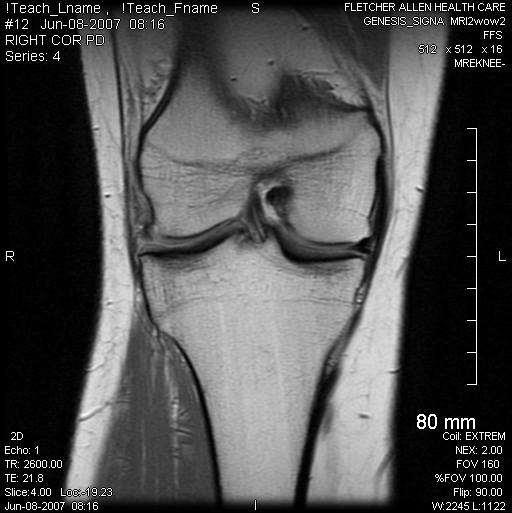 !Teach_Lname , !Teach_Fname
#12 Jun-08-2007 08:16
RIGHT COR PD
Series: 4
S
FLETCHER ALLEN HEALTH CARE
GENESIS_SIGNA MRI2wow2
FFS
512 x 512 x 16
MREKNEE-
R
L
80 mm
2D
Echo: 1
TR: 2600.00
TE: 21.8
Slice:4.00 Loc:-19.23
Jun-08-2007 08:16
I
Coil: EXTREM
NEX: 2.00
FOV 160
%FOV 100.00
Flip: 90.00
W:2245 L:1122